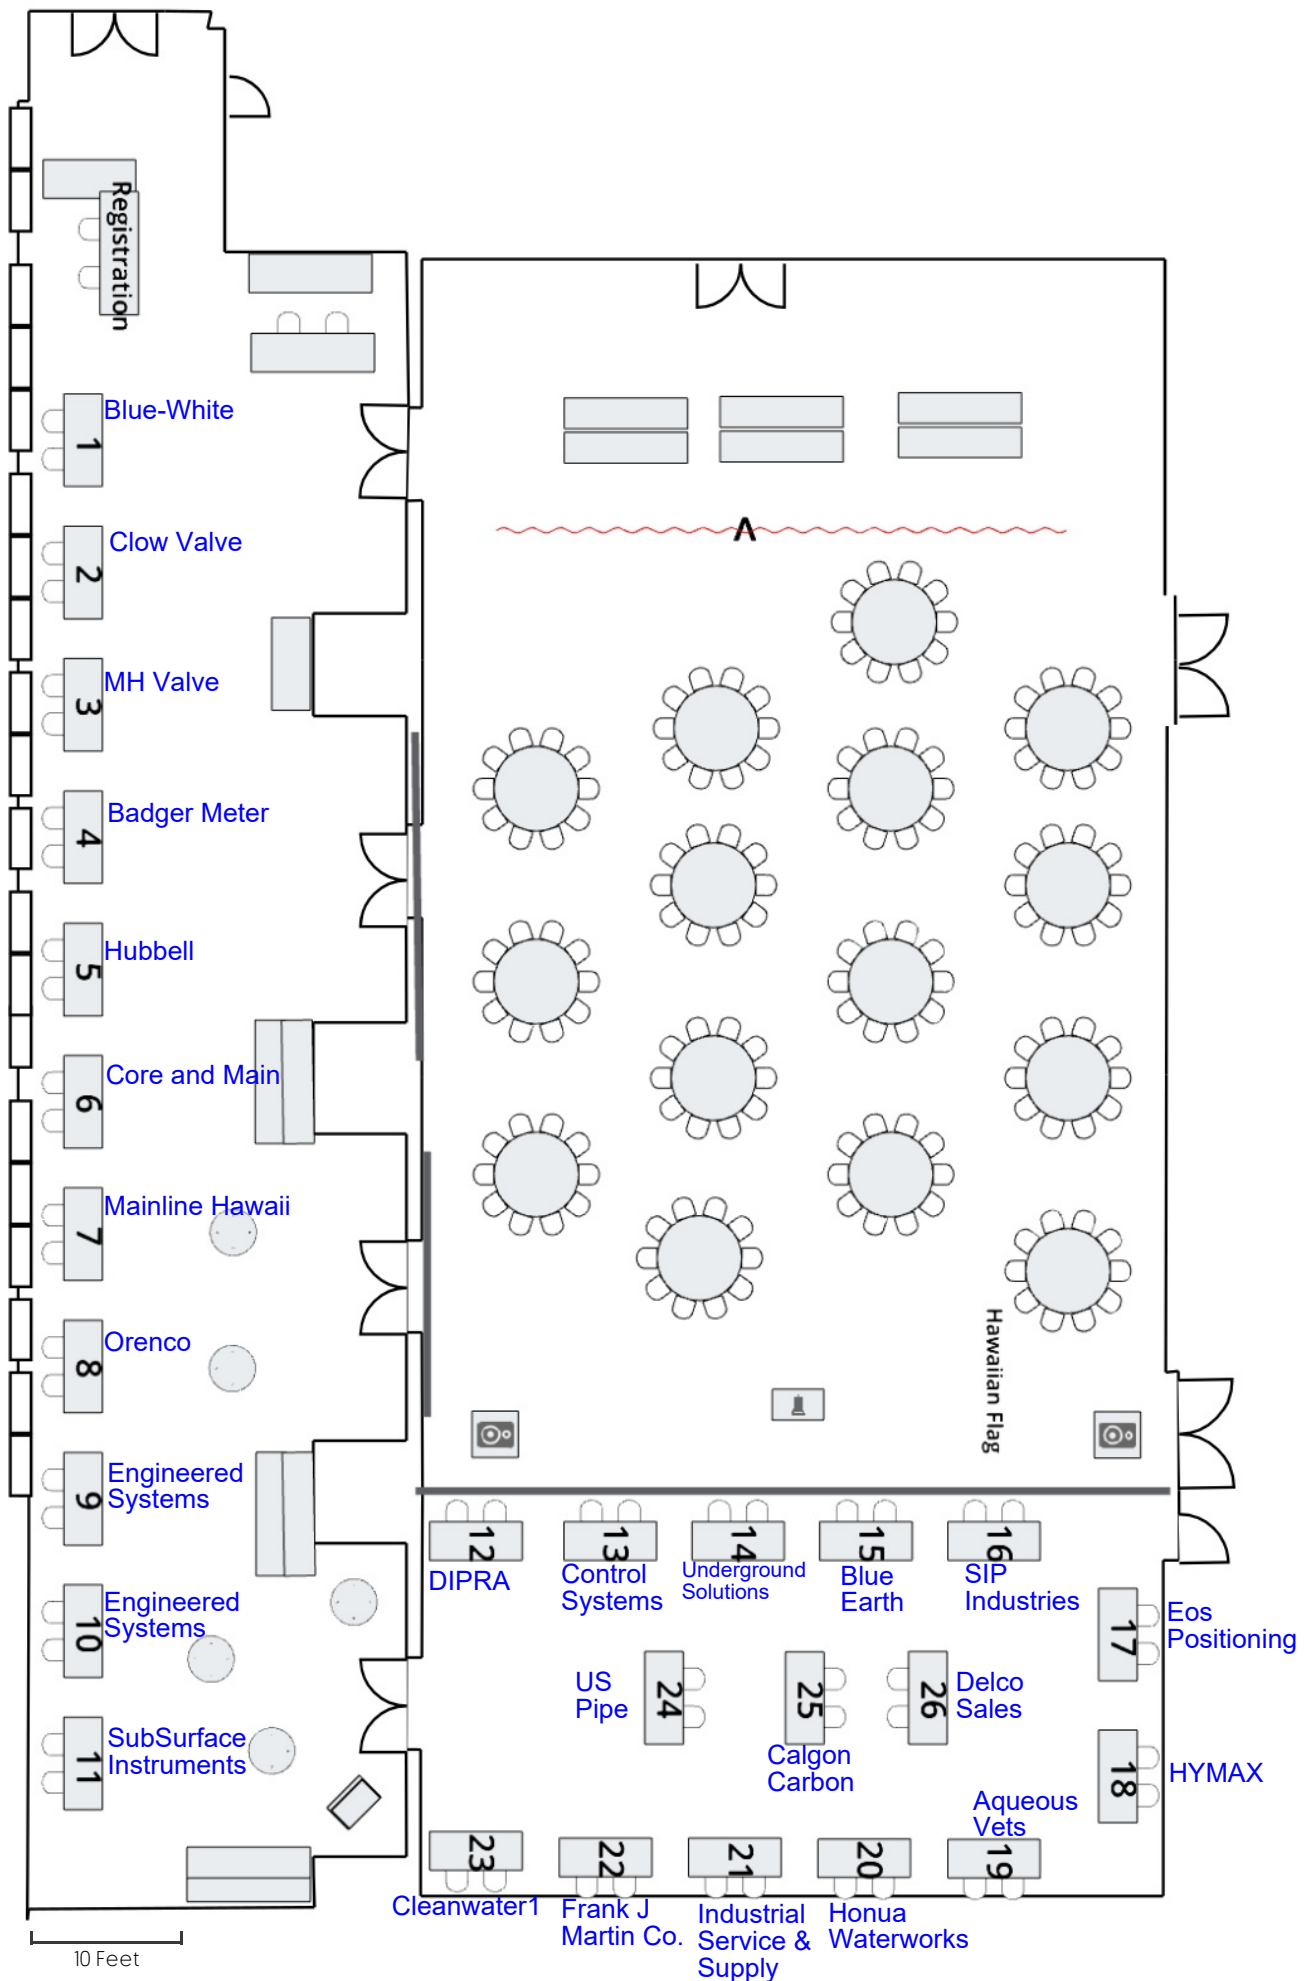 Registration
Blue-White
1
Clow Valve
2
MH Valve
3
Badger Meter
4
Hubbell
5
Core and Main
6
Mainline Hawaii
7
Orenco
8
Engineered
Systems
9
Engineered
Systems
10
SubSurface
Instruments
11
10 Feet
A
Hawaiian Flag
12
DIPRA
13
Control
Systems
14
Underground
Solutions
15
Blue
Earth
16
SIP
Industries
17
Eos
Positioning
US
Pipe
24
25
Calgon
Carbon
26
Delco
Sales
18
HYMAX
Aqueous
Vets
19
23
Cleanwater1
22
Frank J
Martin Co.
21
Industrial
Service &
Supply
20
Honua
Waterworks